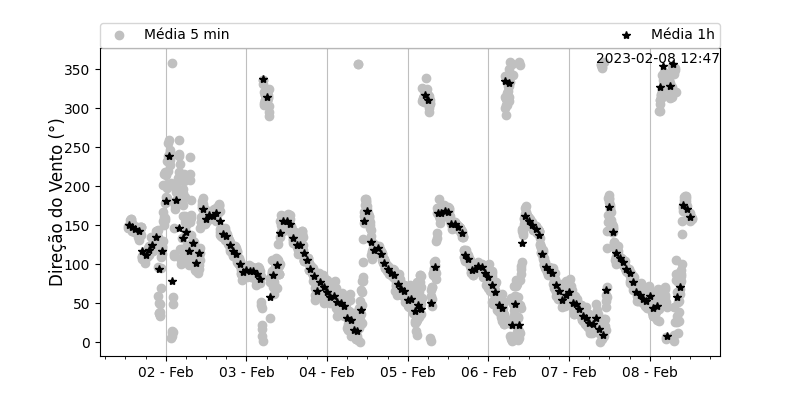 Média 5 min
Média 1h
2023-02-08 12:47
Direção do Vento (°)
350
300
250
200
150
100
50
0
02 - Feb
03 - Feb
04 - Feb
05 - Feb
06 - Feb
07 - Feb
08 - Feb